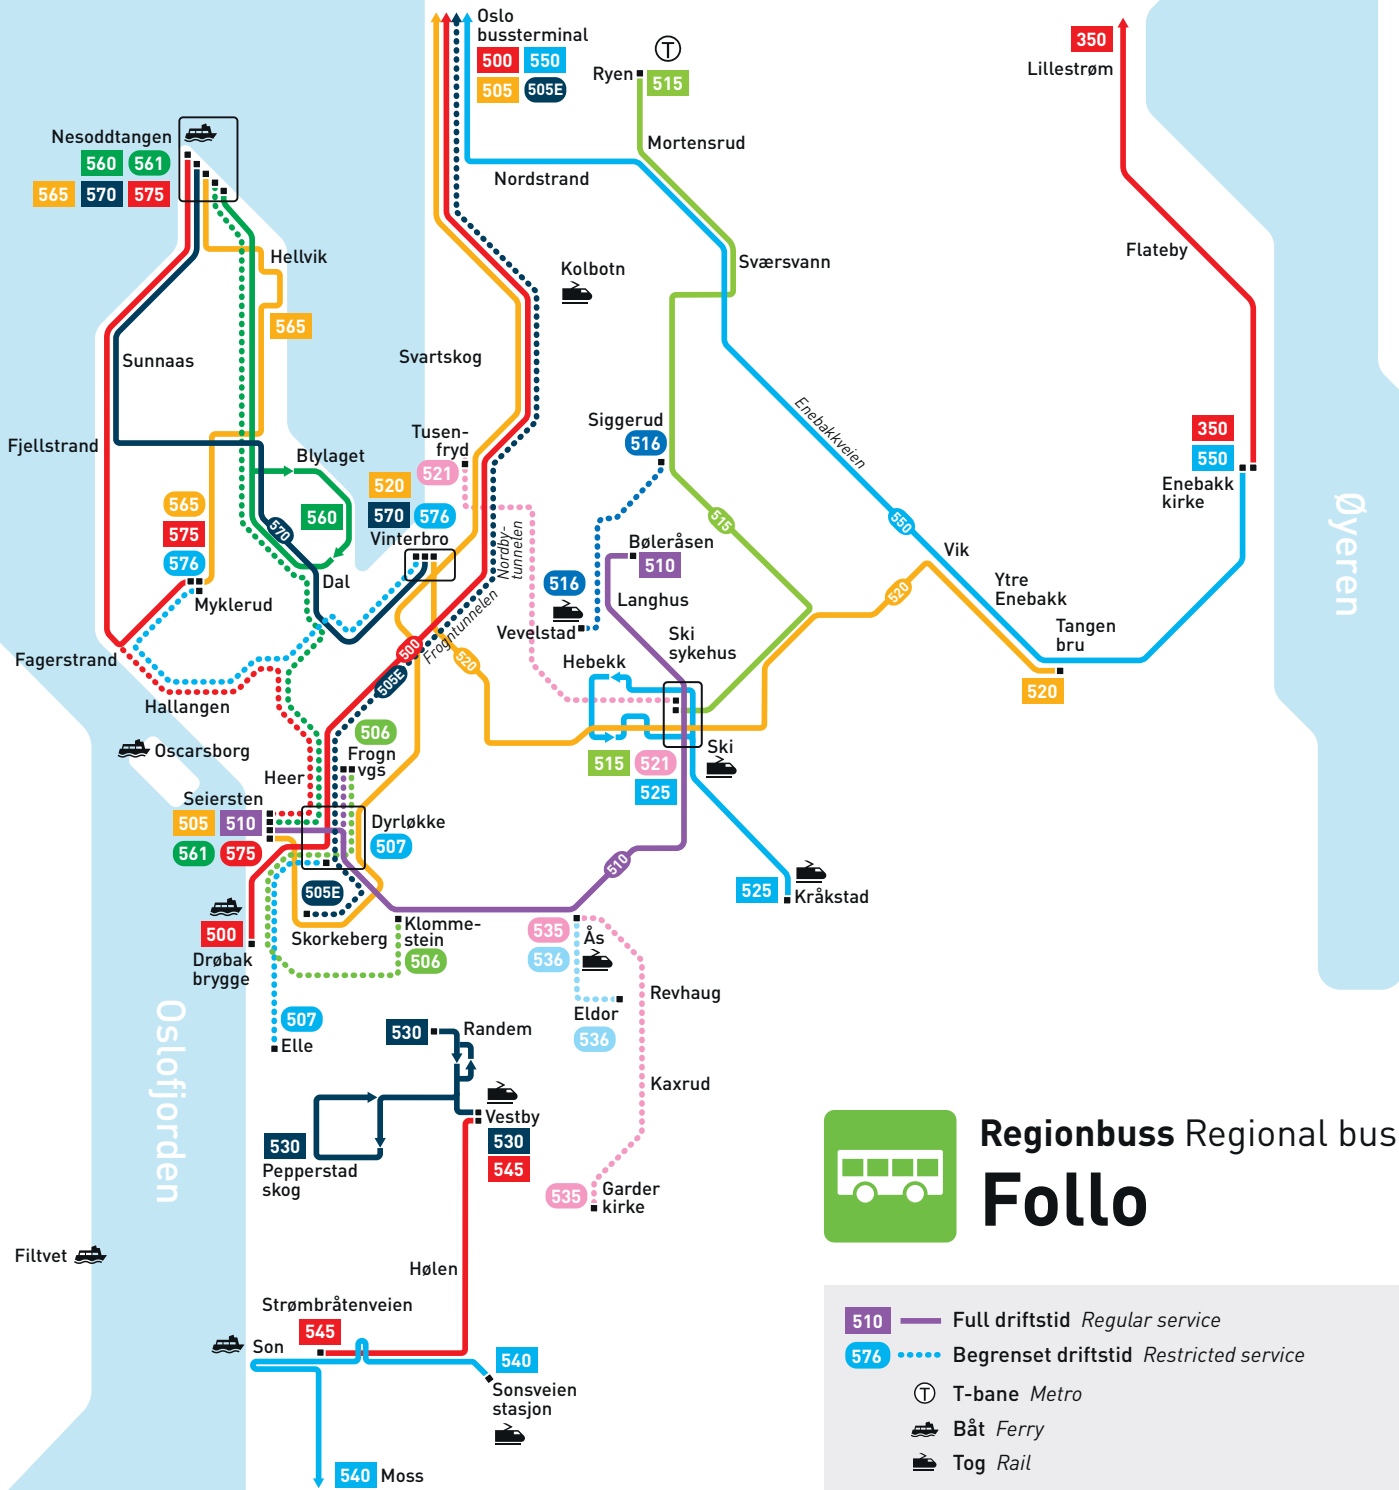 Oslo
bussterminal
500 550
505 505E
T
Ryen
515
350
Lillestrøm
Nesoddtangen
560 561
565 570 575
Mortensrud
Nordstrand
Hellvik
Kolbotn
Sværsvann
Flateby
565
Sunnaas
Svartskog
Enebakkveien
Fjellstrand
Blylaget
Tusen-
fryd
521
Siggerud
516
350
550
Enebakk
kirke
520
570 576
Vinterbro
565
575
576
Myklerud
560
570
Dal
Nordby-
tunnelen
Bøleråsen
510
515
550
Vik
Øyeren
516
Vevelstad
Langhus
520
Ytre
Enebakk
Tangen
bru
520
Frogntunnelen
500
505E
520
Ski
sykehus
Hebekk
Fagerstrand
Hallangen
Oscarsborg
506
Frogn
vgs
Heer
Ski
515 521
525
Seiersten
505 510
561 575
Dyrløkke
507
510
525
Kråkstad
505E
500
Drøbak
brygge
Skorkeberg
Klomme-
stein
506
535
536
Ås
Revhaug
Eldor
536
507
Elle
Oslofjorden
530
Randem
Kaxrud
Vestby
530
545
530
Pepperstad
skog
535
Garder
kirke
Regionbuss Regional bus
Follo
Filtvet
Hølen
Strømbråtenveien
545
Son
540
Sonsveien
stasjon
540 Moss
510 Full driftstid Regular service
576 Begrenset driftstid Restricted service
T T-bane Metro
Båt Ferry
Tog Rail